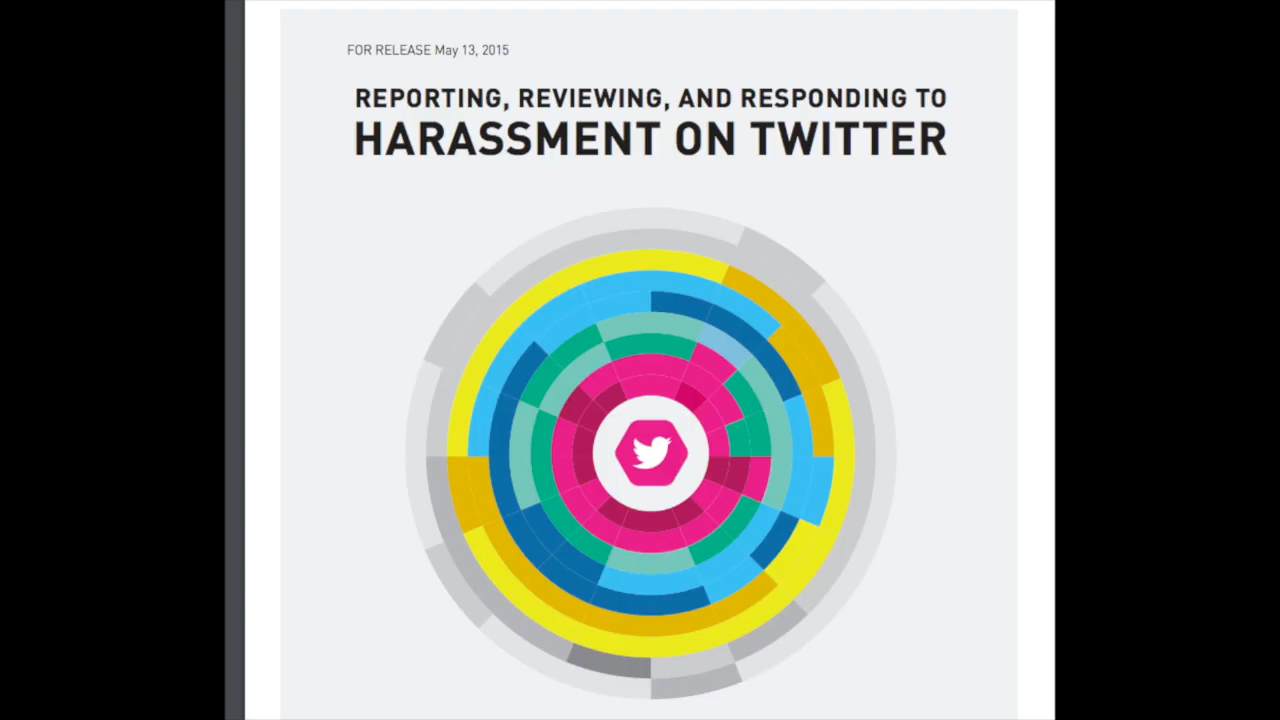 FOR RELEASE May 13, 2015
REPORTING, REVIEWING, AND RESPONDING TO
HARASSMENT ON TWITTER